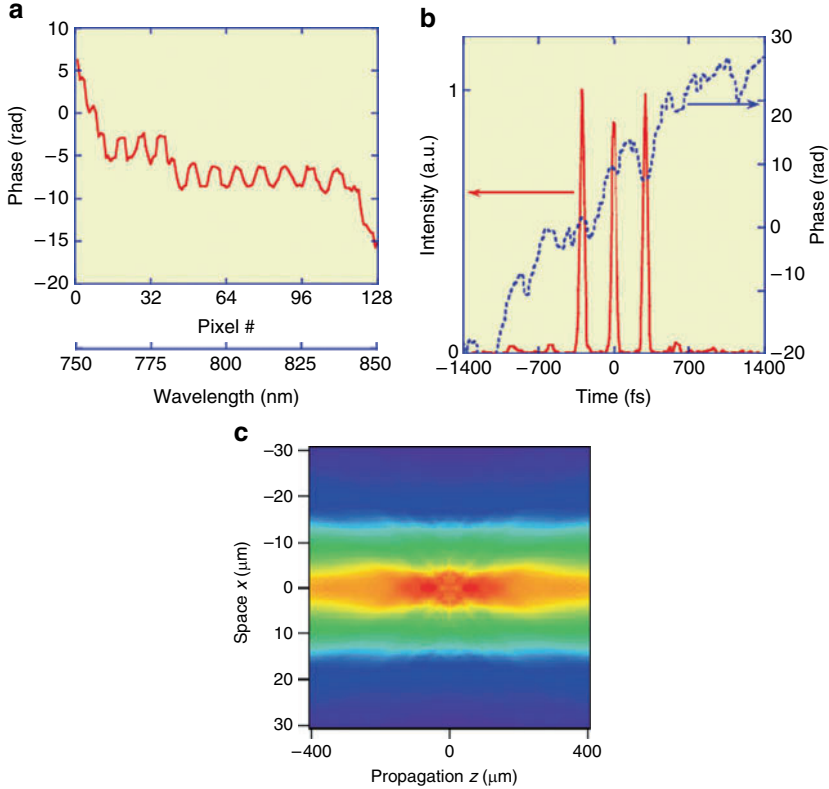 a
10
5
0
−5
−10
−15
−20
Phase (rad)
0 32 64 96 128
Pixel #
750 775 800 825 850
Wavelength (nm)
b
1
0
Intensity (a.u.)
30
20
10
0
−10
−20
Phase (rad)
−1400 −700 0 700 1400
Time (fs)
c
−30
−20
−10
0
10
20
30
Space x (μm)
−400 0 400
Propagation z (μm)